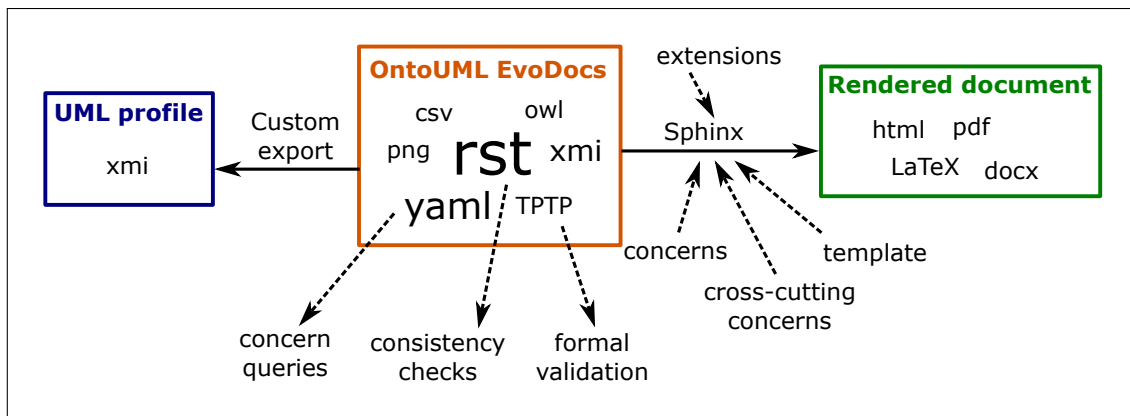 UML profile
xmi
Custom
export
OntoUML EvoDocs
csv
owl
png
rst
xmi
yaml
TPTP
extensions
Sphinx
Rendered document
html
pdf
LaTeX
docx
concerns
template
cross-cutting
concerns
concern
queries
consistency
checks
formal
validation